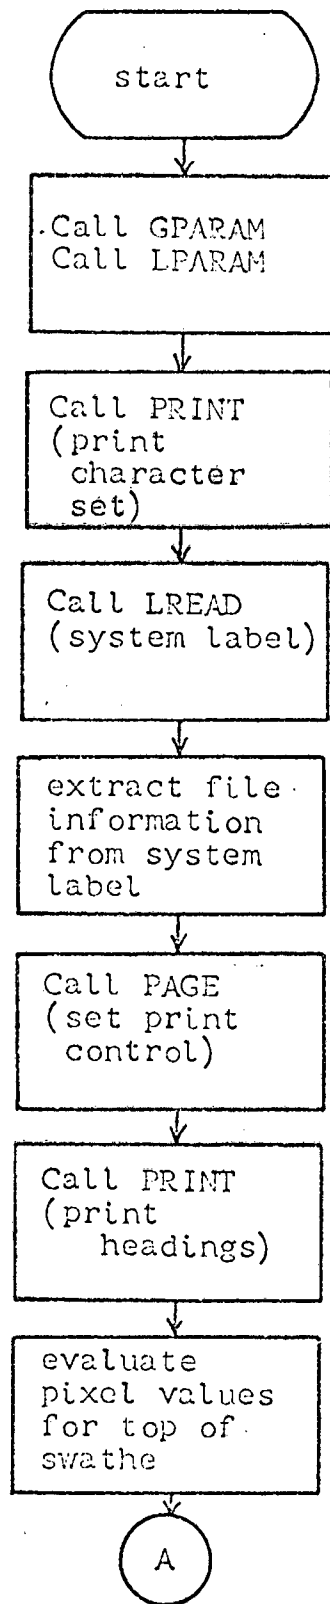 start
Call GPARAM
Call LPARAM
Call PRINT
(print
character
set)
Call LREAD
(system label)
extract file
information
from system
label
Call PAGE
(set print
control)
Call PRINT
(print
headings)
evaluate
pixel values
for top of
swathe
A